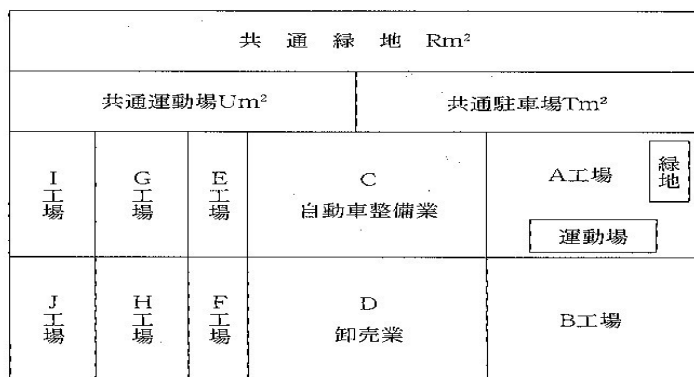 共通緑地 Rm²
共通運動場Um²
共通駐車場Tm²
I工場
G工場
E工場
C
自動車整備業
A工場
緑地
運動場
J工場
H工場
F工場
D
卸売業
B工場